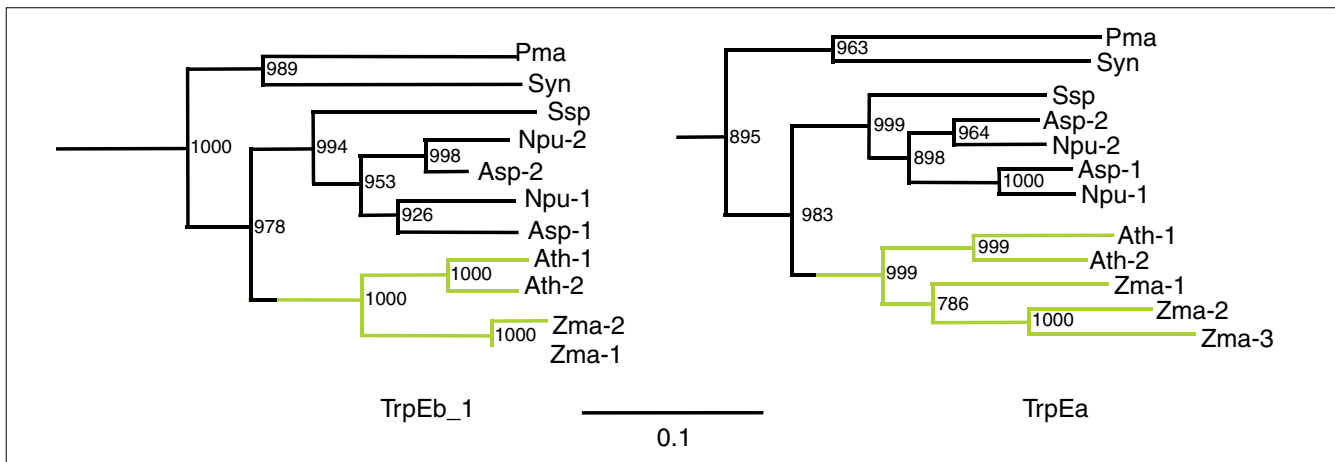 Pma
989
Syn
Ssp
1000
994
Npu-2
998
Asp-2
953
Npu-1
926
Asp-1
978
Ath-1
1000
Ath-2
1000
Zma-2
1000
Zma-1
TrpEb_1
Pma
963
Syn
895
Ssp
999
Asp-2
964
Npu-2
898
Asp-1
1000
Npu-1
983
Ath-1
999
Ath-2
999
Zma-1
786
Zma-2
1000
Zma-3
TrpEa
0.1